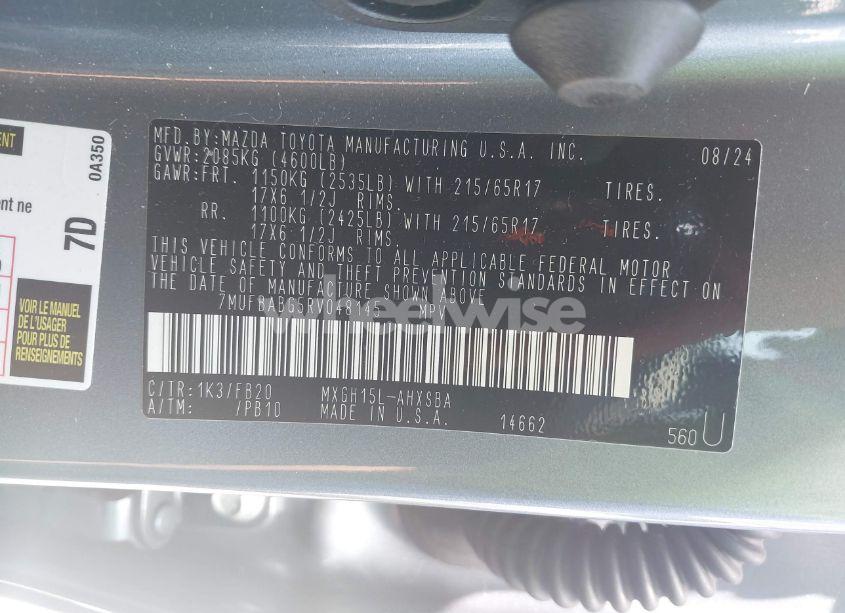 MFD.BY:MAZDA TOYOTA MANUFACTURING U.S.A. INC. 08/24
GVWR:2085KG (4600LB)
GAWR:FRT. 1150KG (2535LB) WITH 215/65R17 TIRES.
17X6 1/2J RIMS.
RR. 1100KG (2425LB) WITH 215/65R17 TIRES.
17X6 1/2J RIMS.
THIS VEHICLE CONFORMS TO ALL APPLICABLE FEDERAL MOTOR
VEHICLE SAFETY AND THEFT PREVENTION STANDARDS IN EFFECT ON
THE DATE OF MANUFACTURE SHOWN ABOVE.
7MUFBABG5RV048145 MPV
C/TR:1K3/FB20 MXGH15L-AHXSBA
A/TM: /PB10 MADE IN U.S.A. 14662
560 U
0A350
7D
ent ne
VOIR LE MANUEL
DE L'USAGER
POUR PLUS DE
RENSEIGNEMENTS
wheelwise